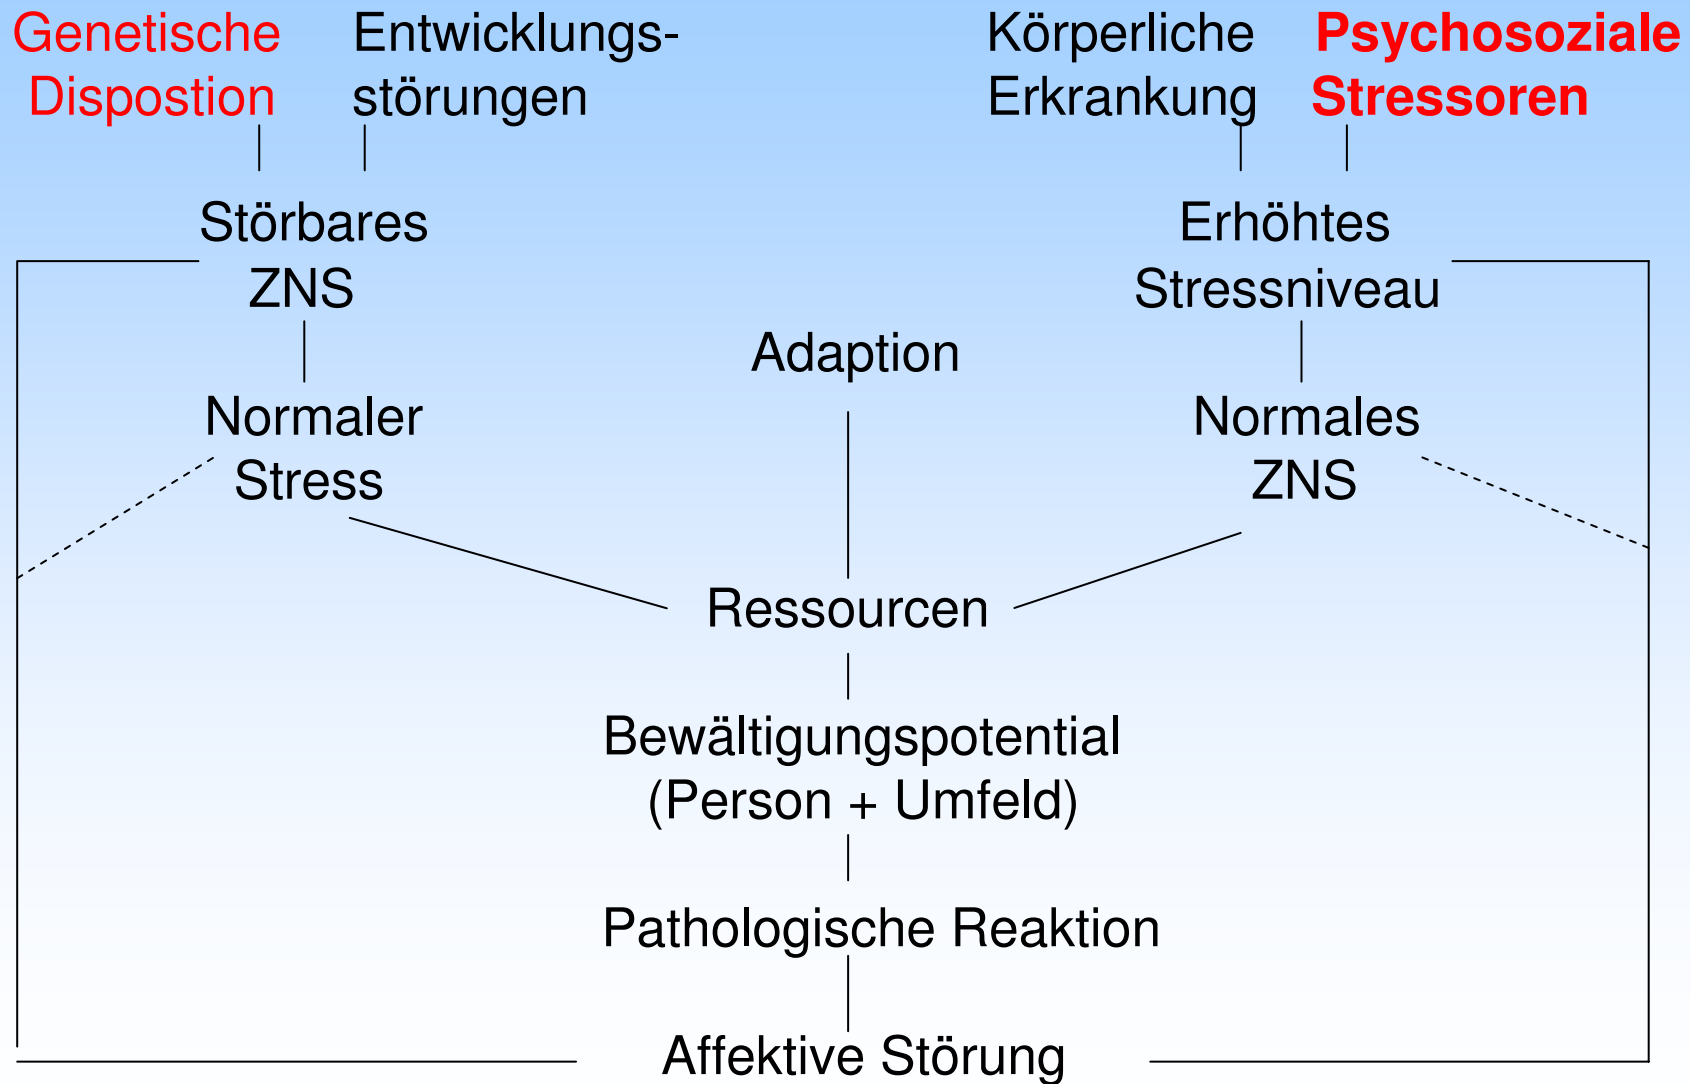 Genetische
Dispostion
Entwicklungs-
störungen
Körperliche
Erkrankung
Psychosoziale
Stressoren
Störbares
ZNS
Erhöhtes
Stressniveau
Adaption
Normaler
Stress
Normales
ZNS
Ressourcen
Bewältigungspotential
(Person + Umfeld)
Pathologische Reaktion
Affektive Störung